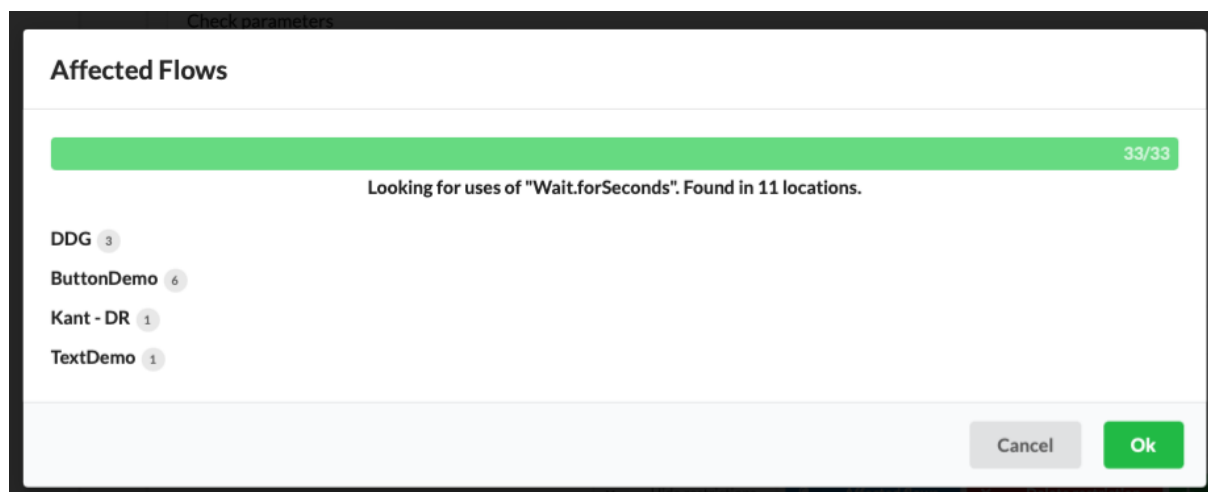 Check parameters
Affected Flows
33/33
Looking for uses of "Wait.forSeconds". Found in 11 locations.
DDG 3
ButtonDemo 6
Kant - DR 1
TextDemo 1
Cancel Ok